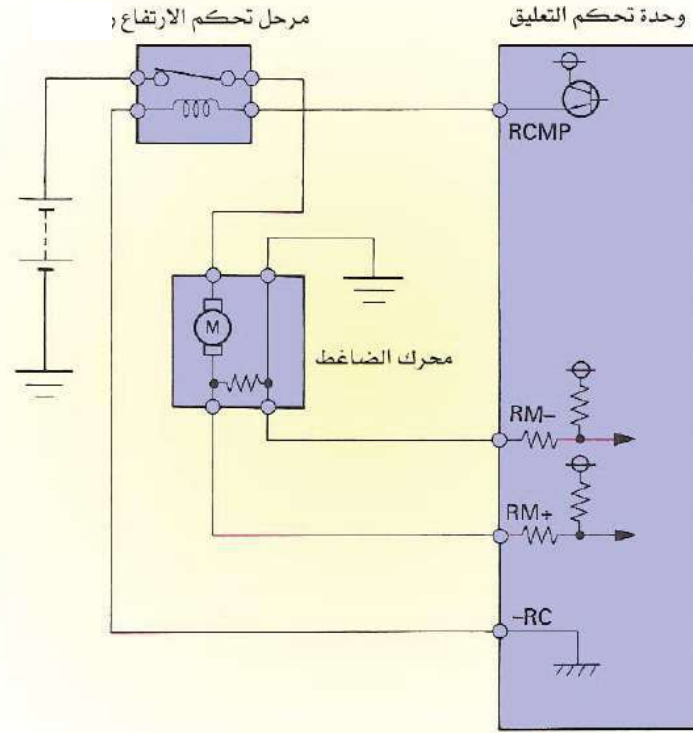 وحدة تحكم التعليق
مرحل تحكم الارتفاع ر
RCMP
M
محرك الضاغط
RM-
RM+
-RC